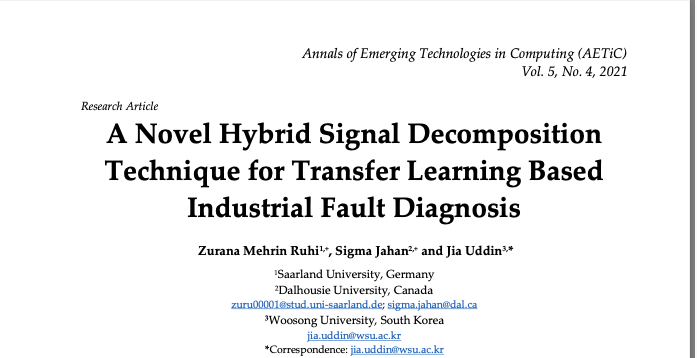 Annals of Emerging Technologies in Computing (AETiC)
Vol. 5, No. 4, 2021
Research Article
A Novel Hybrid Signal Decomposition
Technique for Transfer Learning Based
Industrial Fault Diagnosis
Zurana Mehrin Ruhi¹,⁺, Sigma Jahan²,⁺ and Jia Uddin³,*
¹Saarland University, Germany
²Dalhousie University, Canada
zuru00001@stud.uni-saarland.de; sigma.jahan@dal.ca
³Woosong University, South Korea
jia.uddin@wsu.ac.kr
*Correspondence: jia.uddin@wsu.ac.kr